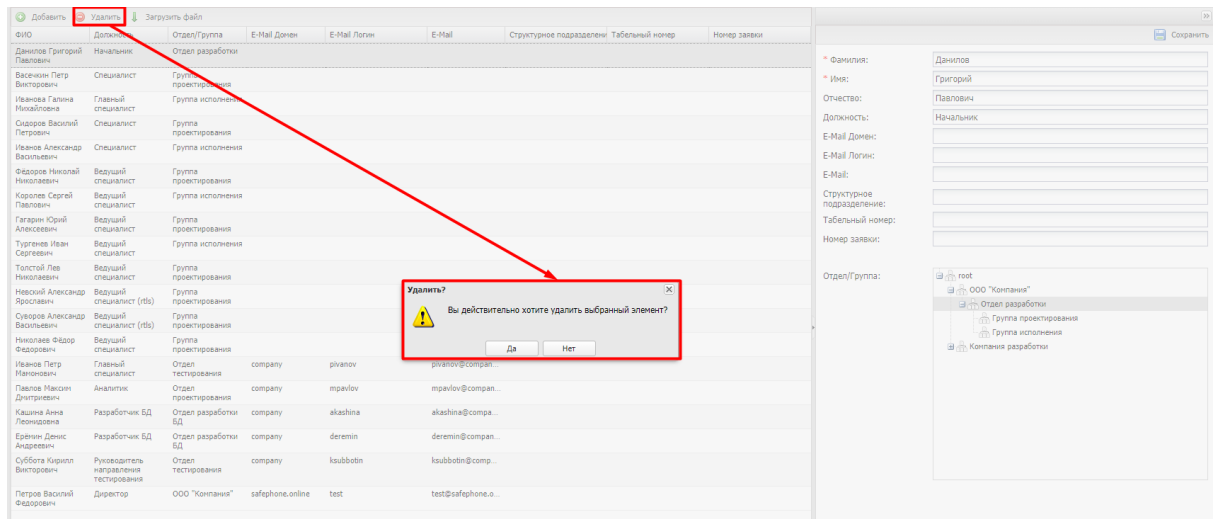 Добавить Удалить Загрузить файл
ФИО Должность Отдел/Группа E-Mail Домен E-Mail Логин E-Mail Структурное подразделени Табельный номер Номер заявки
Данилов Григорий Начальник Отдел разработки
Павлович
Васечкин Петр Специалист Группа
Викторович проектирования
Иванова Галина Главный Группа исполнения
Михайловна специалист
Сидоров Василий Специалист Группа
Петрович проектирования
Иванов Александр Специалист Группа исполнения
Васильевич
Фёдоров Николай Ведущий Группа
Николаевич специалист проектирования
Королев Сергей Ведущий Группа исполнения
Павлович специалист
Гагарин Юрий Ведущий Группа
Алексеевич специалист проектирования
Тургенев Иван Ведущий Группа исполнения
Сергеевич специалист
Толстой Лев Ведущий Группа
Николаевич специалист проектирования
Невский Александр Ведущий Группа
Ярославич специалист (rtls) проектирования
Суворов Александр Ведущий Группа
Васильевич специалист (rtls) проектирования
Николаев Фёдор Ведущий Группа
Федорович специалист проектирования
Иванов Петр Главный Отдел company pivanov pivanov@compan...
Мамонович специалист тестирования
Павлов Максим Аналитик Отдел company mpavlov mpavlov@compan...
Дмитриевич проектирования
Кашина Анна Разработчик БД Отдел разработки company akashina akashina@compa...
Леонидовна БД
Ерёмин Денис Разработчик БД Отдел разработки company deremin deremin@compan...
Андреевич БД
Суббота Кирилл Руководитель Отдел company ksubbotin ksubbotin@comp...
Викторович направления тестирования
тестирования
Петров Василий Директор ООО "Компания" safephone.online test test@safephone.o...
Федорович
Удалить?
Вы действительно хотите удалить выбранный элемент?
Да Нет
Сохранить
* Фамилия: Данилов
* Имя: Григорий
Отчество: Павлович
Должность: Начальник
E-Mail Домен:
E-Mail Логин:
E-Mail:
Структурное
подразделение:
Табельный номер:
Номер заявки:
Отдел/Группа: root
ООО "Компания"
Отдел разработки
Группа проектирования
Группа исполнения
Компания разработки